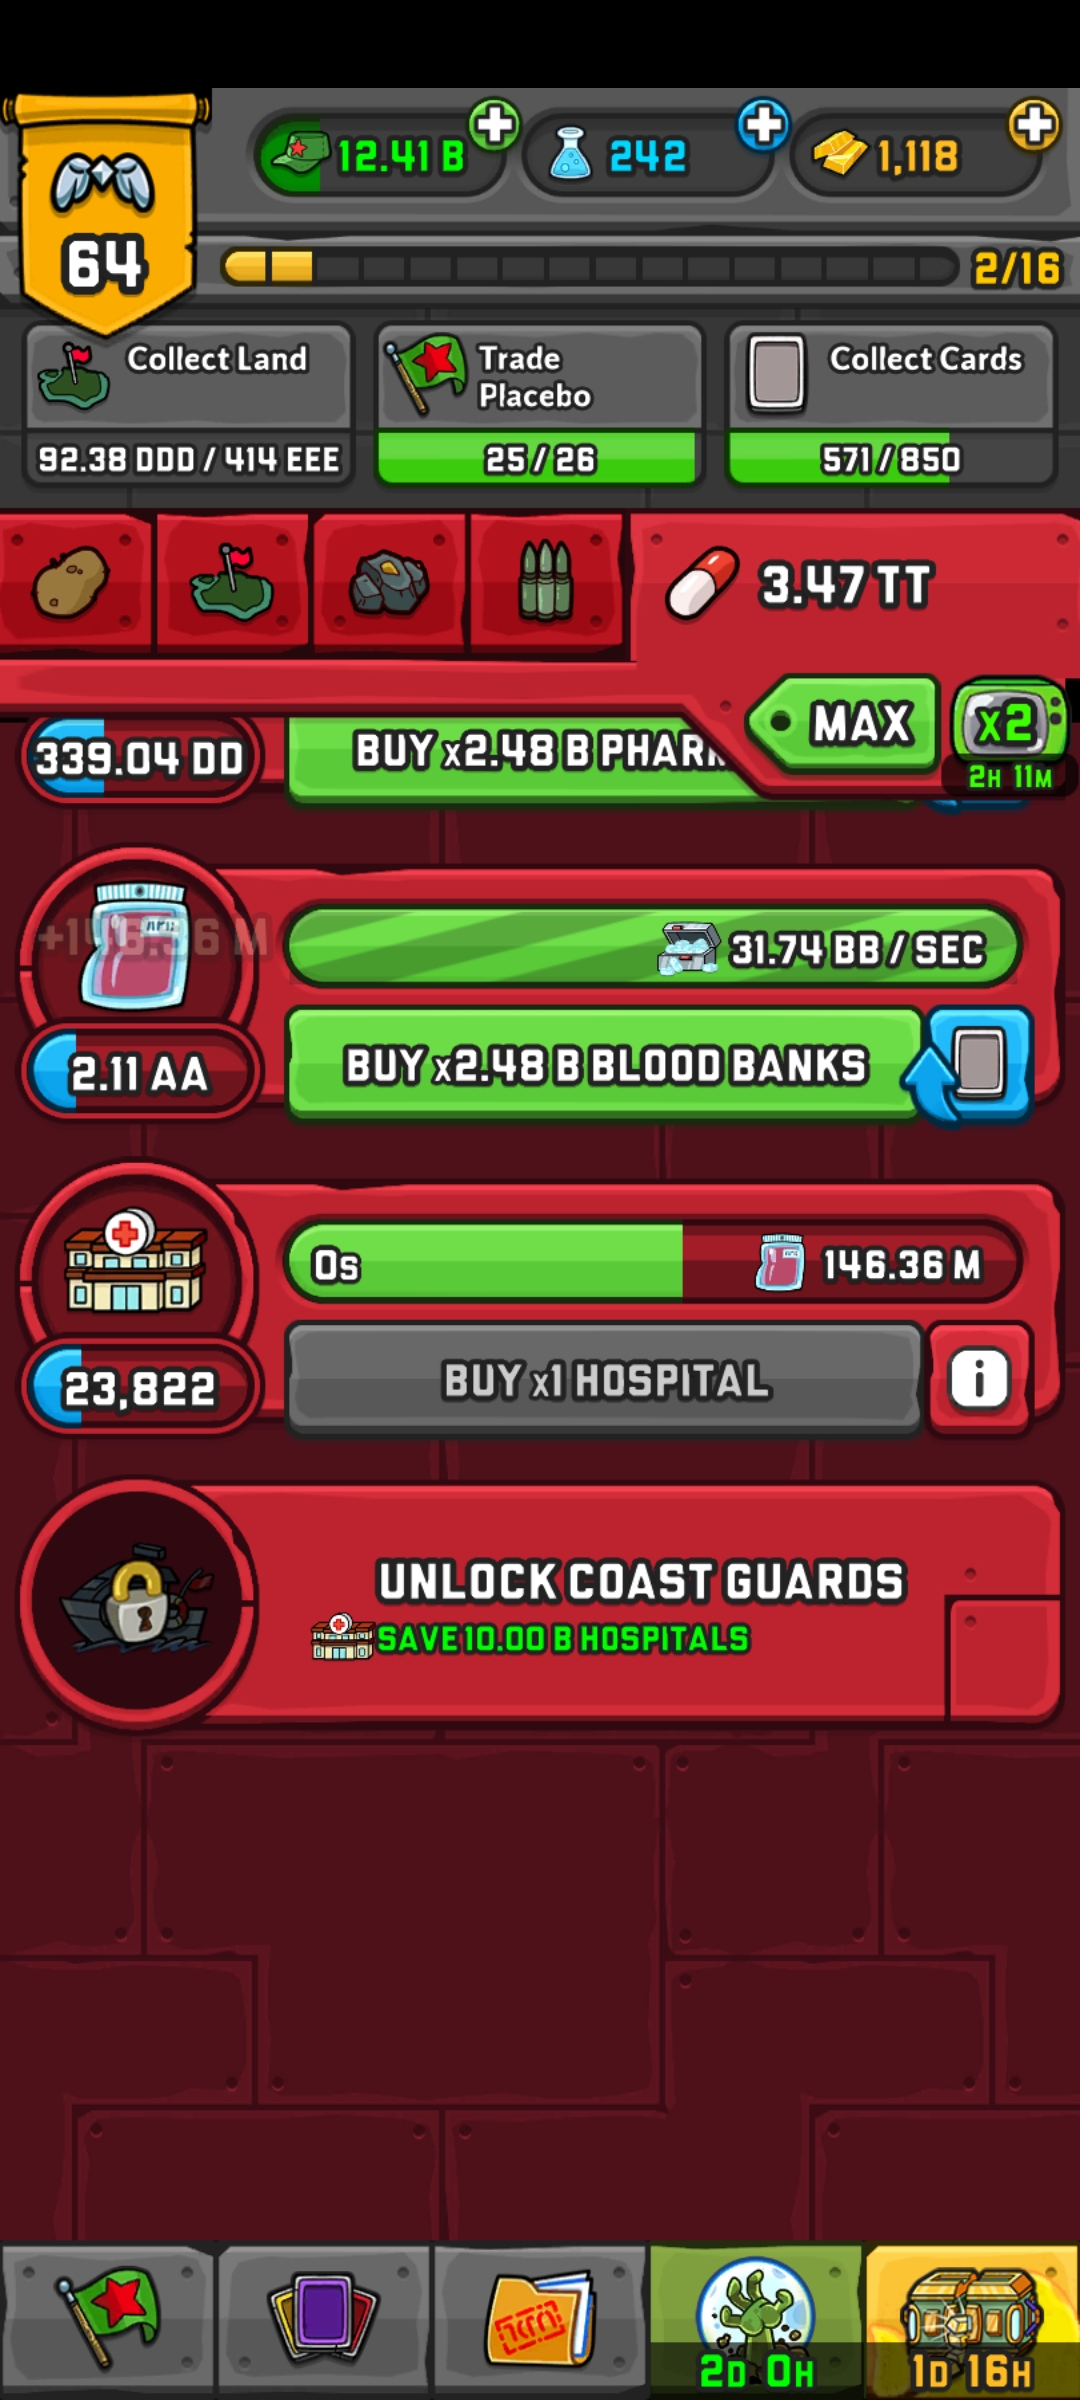 12.41 B
242
1,118
64
2/16
Collect Land
92.38 DDD / 414 EEE
Trade
Placebo
25 / 26
Collect Cards
571 / 850
3.47 TT
MAX
X2
2H 11M
339.04 DD
BUY x2.48 B PHARM
+146.36 M
31.74 BB / SEC
2.11 AA
BUY x2.48 B BLOOD BANKS
0s
146.36 M
23,822
BUY x1 HOSPITAL
i
UNLOCK COAST GUARDS
SAVE 10.00 B HOSPITALS
2D 0H
1D 16H